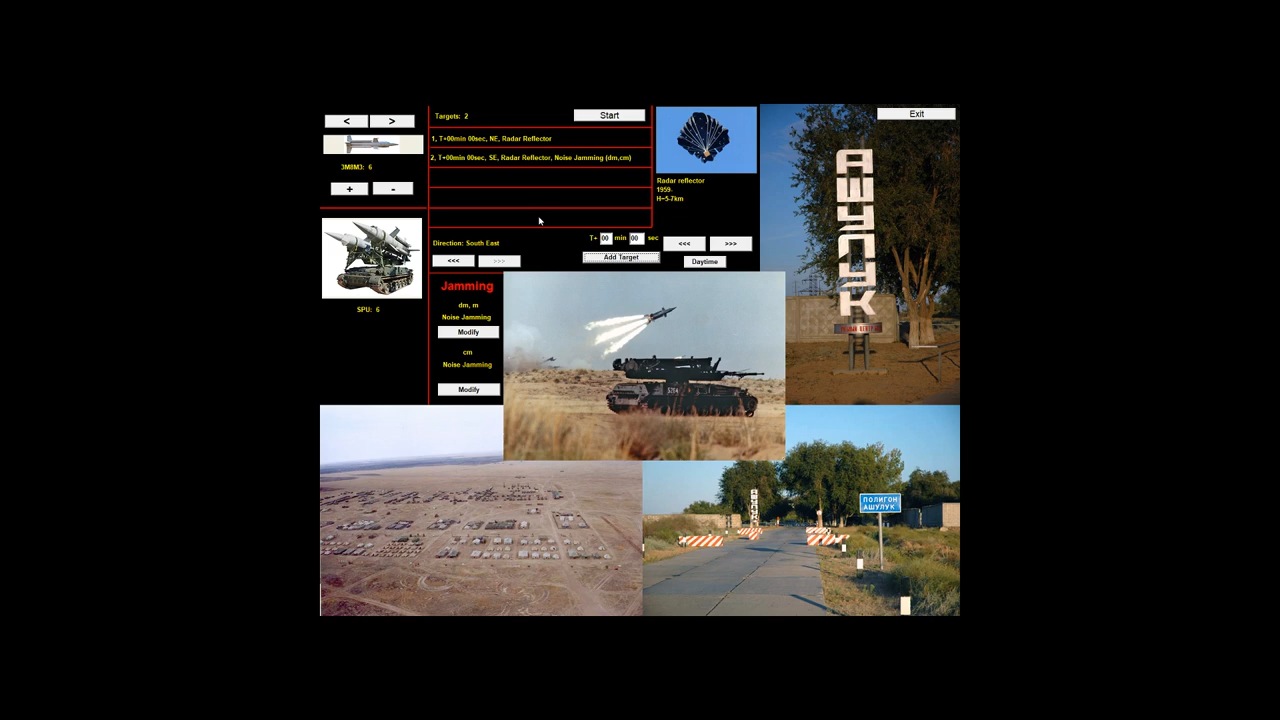 <
>
3M8M3: 6
+
-
SPU: 6
Targets: 2
Start
1, T+00min 00sec, NE, Radar Reflector
2, T+00min 00sec, SE, Radar Reflector, Noise Jamming (dm,cm)
Direction: South East
<<<
>>>
T+ 00 min 00 sec
Add Target
Radar reflector
1959-
H=5-7km
<<<
>>>
Daytime
Jamming
dm, m
Noise Jamming
Modify
cm
Noise Jamming
Modify
Exit
АШУЛУК
ПОЛИГОН
АШУЛУК